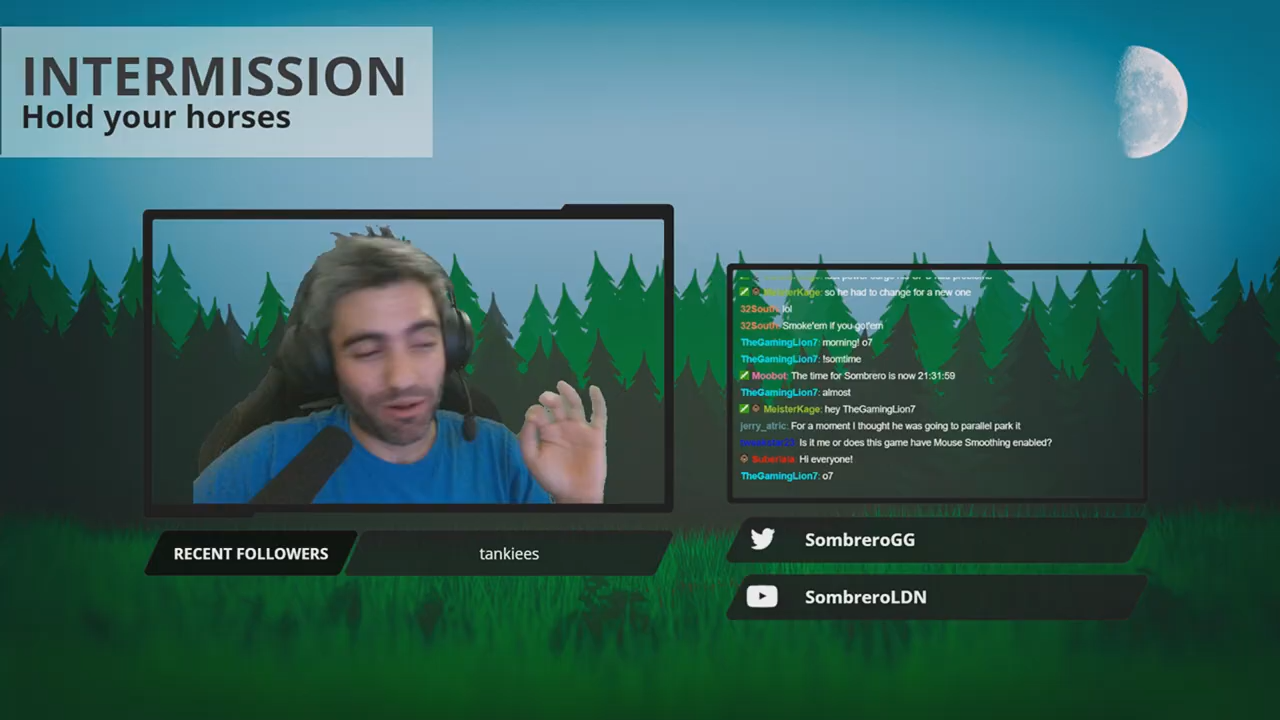 INTERMISSION
Hold your horses
MeisterKage: so he had to change for a new one
32South: lol
32South: Smoke'em if you got'em
TheGamingLion7: morning! o7
TheGamingLion7: !somtime
Moobot: The time for Sombrero is now 21:31:59
TheGamingLion7: almost
MeisterKage: hey TheGamingLion7
jerry_atric: For a moment I thought he was going to parallel park it
Is it me or does this game have Mouse Smoothing enabled?
Hi everyone!
TheGamingLion7: o7
RECENT FOLLOWERS
tankiees
SombreroGG
SombreroLDN